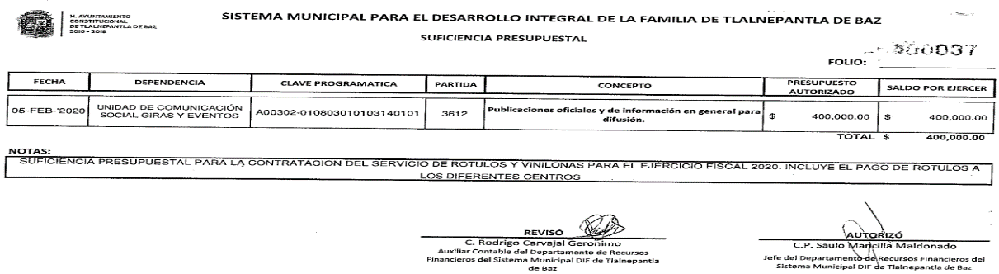 H. AYUNTAMIENTO
CONSTITUCIONAL
DE TLALNEPANTLA DE BAZ
2016 - 2018
SISTEMA MUNICIPAL PARA EL DESARROLLO INTEGRAL DE LA FAMILIA DE TLALNEPANTLA DE BAZ
SUFICIENCIA PRESUPUESTAL
FOLIO: 000037
FECHA DEPENDENCIA CLAVE PROGRAMATICA PARTIDA CONCEPTO PRESUPUESTO AUTORIZADO SALDO POR EJERCER
05-FEB-'2020 UNIDAD DE COMUNICACIÓN SOCIAL GIRAS Y EVENTOS A00302-010803010103140101 3612 Publicaciones oficiales y de información en general para difusión. $ 400,000.00 $ 400,000.00
TOTAL $ 400,000.00
NOTAS:
SUFICIENCIA PRESUPUESTAL PARA LA CONTRATACION DEL SERVICIO DE ROTULOS Y VINILONAS PARA EL EJERCICIO FISCAL 2020. INCLUYE EL PAGO DE ROTULOS A
LOS DIFERENTES CENTROS
REVISÓ
C. Rodrigo Carvajal Geronimo
Auxiliar Contable del Departamento de Recursos
Financieros del Sistema Municipal DIF de Tlalnepantla
de Baz
AUTORIZÓ
C.P. Saulo Mancilla Maldonado
Jefe del Departamento de Recursos Financieros del
Sistema Municipal DIF de Tlalnepantla de Baz